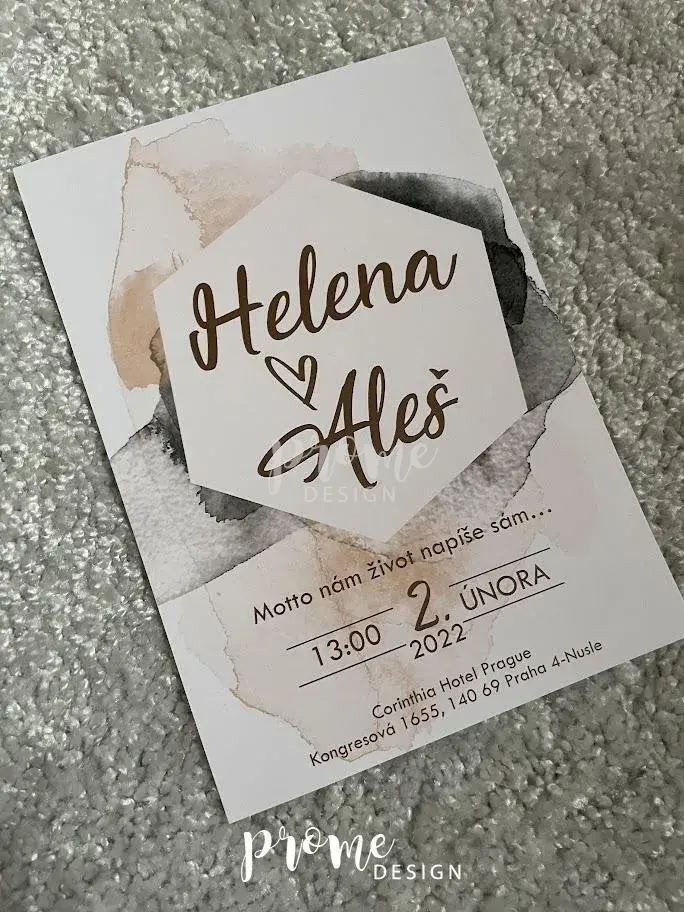 Helena
Aleš
prome
DESIGN
Motto nám život napíše sám...
13:00 2. ÚNORA
2022
Corinthia Hotel Prague
Kongresová 1655, 140 69 Praha 4-Nusle
prome
DESIGN